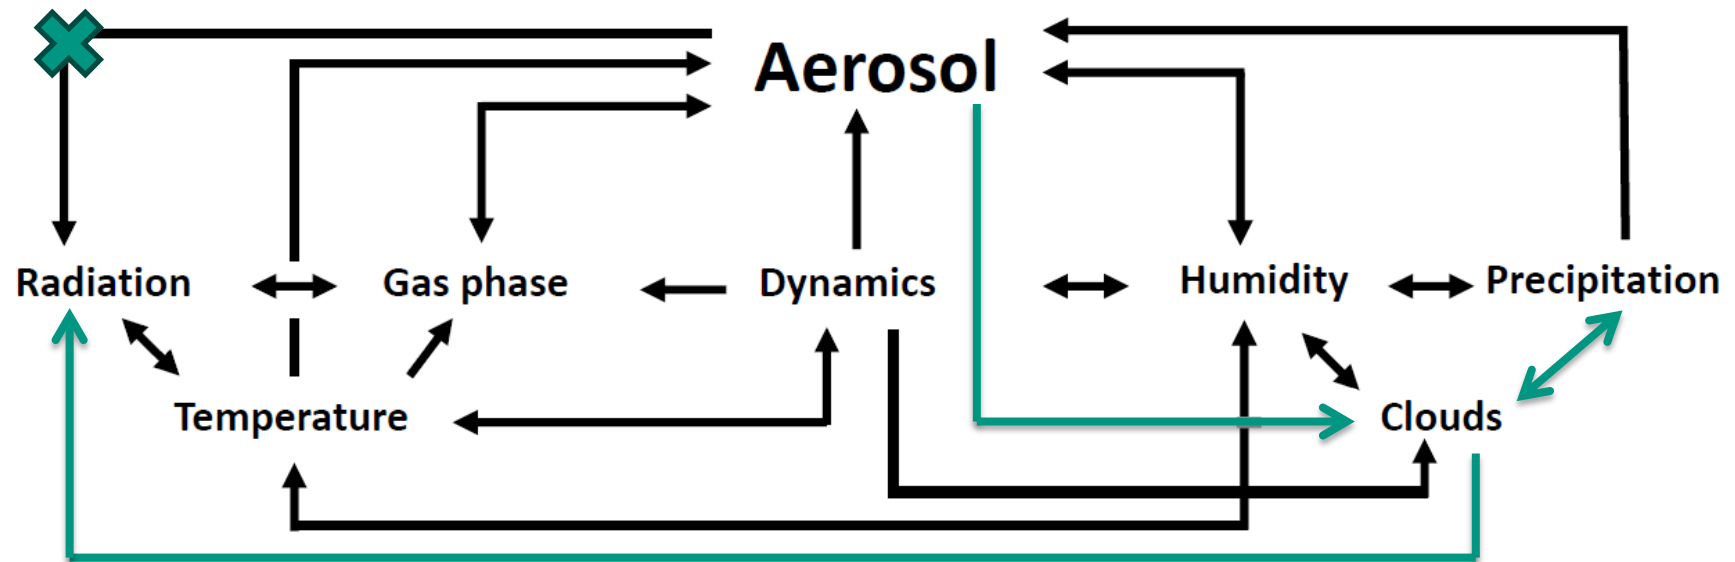 Aerosol
Radiation
Gas phase
Dynamics
Humidity
Precipitation
Temperature
Clouds